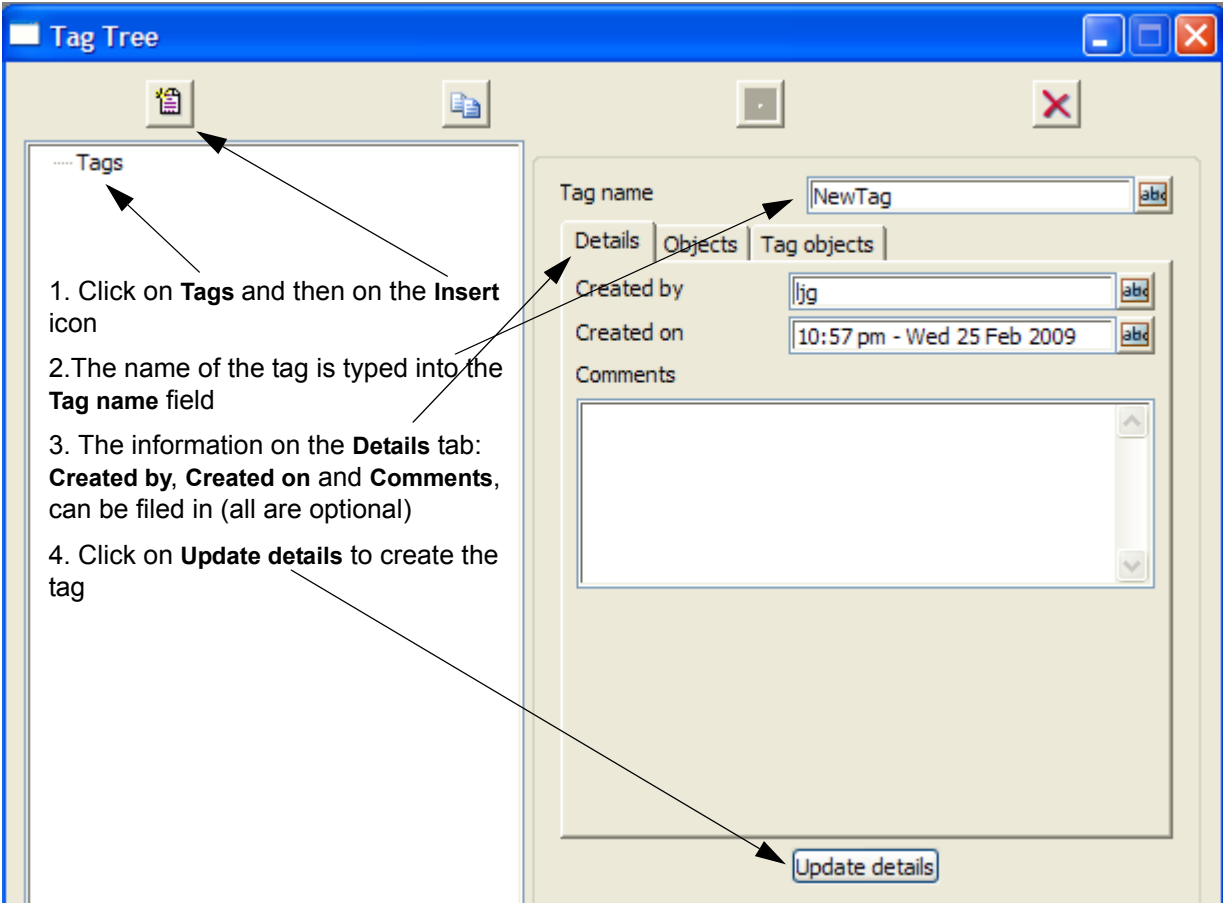 Tag Tree
Tags
1. Click on Tags and then on the Insert
icon
2.The name of the tag is typed into the
Tag name field
3. The information on the Details tab:
Created by, Created on and Comments,
can be filed in (all are optional)
4. Click on Update details to create the
tag
Tag name
NewTag
abc
Details
Objects
Tag objects
Created by
ljg
abc
Created on
10:57 pm - Wed 25 Feb 2009
abc
Comments
Update details